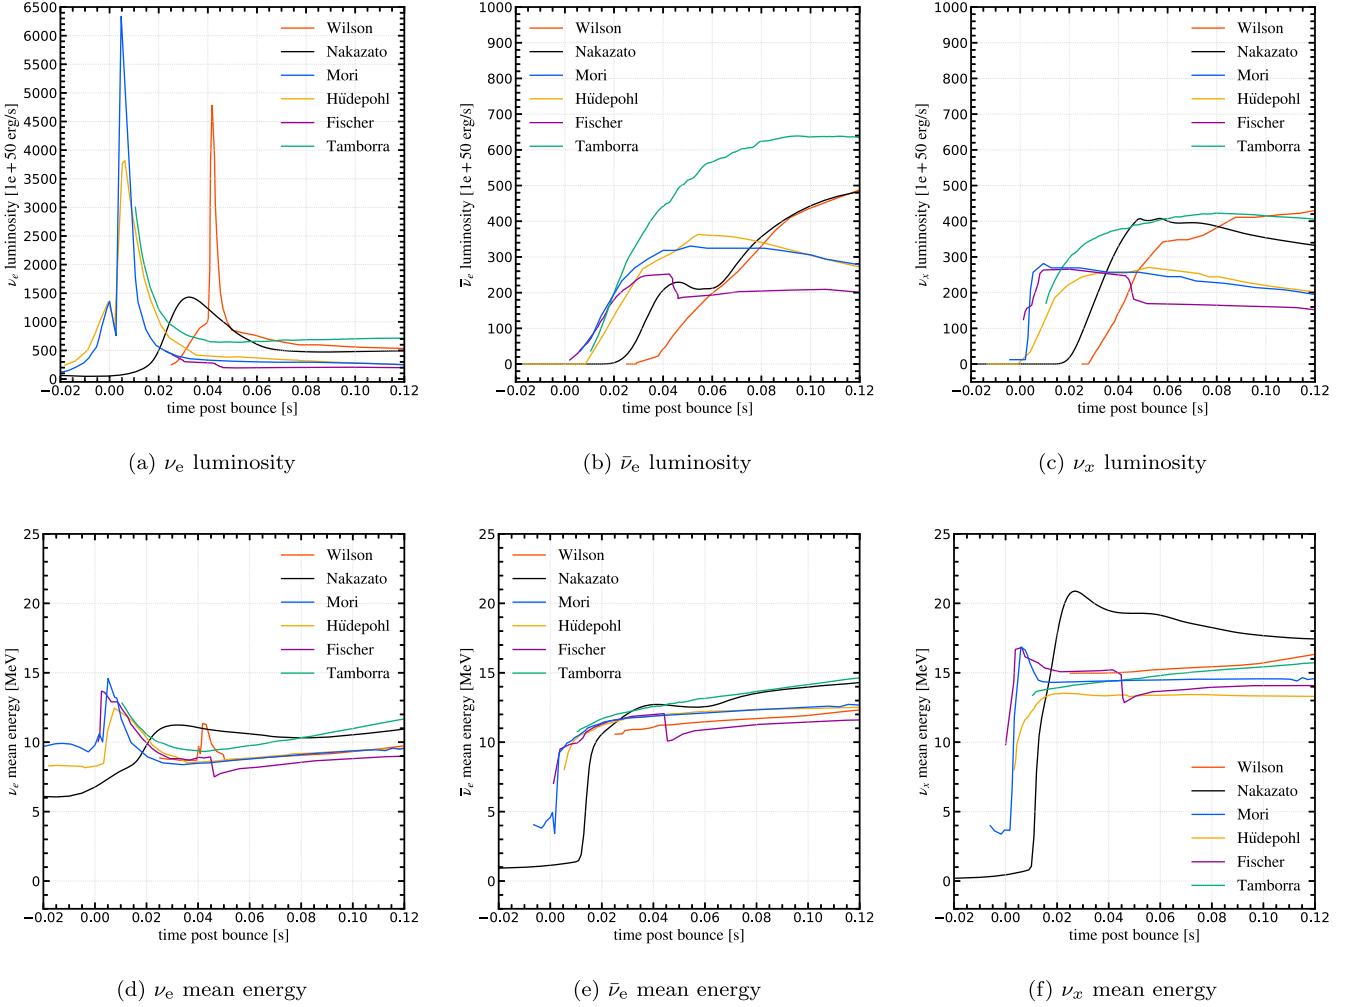 6500
6000
5500
5000
4500
4000
3500
3000
2500
2000
1500
1000
500
0
ν_e luminosity [1e + 50 erg/s]
Wilson
Nakazato
Mori
Hüdepohl
Fischer
Tamborra
−0.02 0.00 0.02 0.04 0.06 0.08 0.10 0.12
time post bounce [s]
(a) ν_e luminosity
1000
900
800
700
600
500
400
300
200
100
0
ν̄_e luminosity [1e + 50 erg/s]
Wilson
Nakazato
Mori
Hüdepohl
Fischer
Tamborra
−0.02 0.00 0.02 0.04 0.06 0.08 0.10 0.12
time post bounce [s]
(b) ν̄_e luminosity
1000
900
800
700
600
500
400
300
200
100
0
ν_x luminosity [1e + 50 erg/s]
Wilson
Nakazato
Mori
Hüdepohl
Fischer
Tamborra
−0.02 0.00 0.02 0.04 0.06 0.08 0.10 0.12
time post bounce [s]
(c) ν_x luminosity
25
20
15
10
5
0
ν_e mean energy [MeV]
Wilson
Nakazato
Mori
Hüdepohl
Fischer
Tamborra
−0.02 0.00 0.02 0.04 0.06 0.08 0.10 0.12
time post bounce [s]
(d) ν_e mean energy
25
20
15
10
5
0
ν̄_e mean energy [MeV]
Wilson
Nakazato
Mori
Hüdepohl
Fischer
Tamborra
−0.02 0.00 0.02 0.04 0.06 0.08 0.10 0.12
time post bounce [s]
(e) ν̄_e mean energy
25
20
15
10
5
0
ν_x mean energy [MeV]
Wilson
Nakazato
Mori
Hüdepohl
Fischer
Tamborra
−0.02 0.00 0.02 0.04 0.06 0.08 0.10 0.12
time post bounce [s]
(f) ν_x mean energy